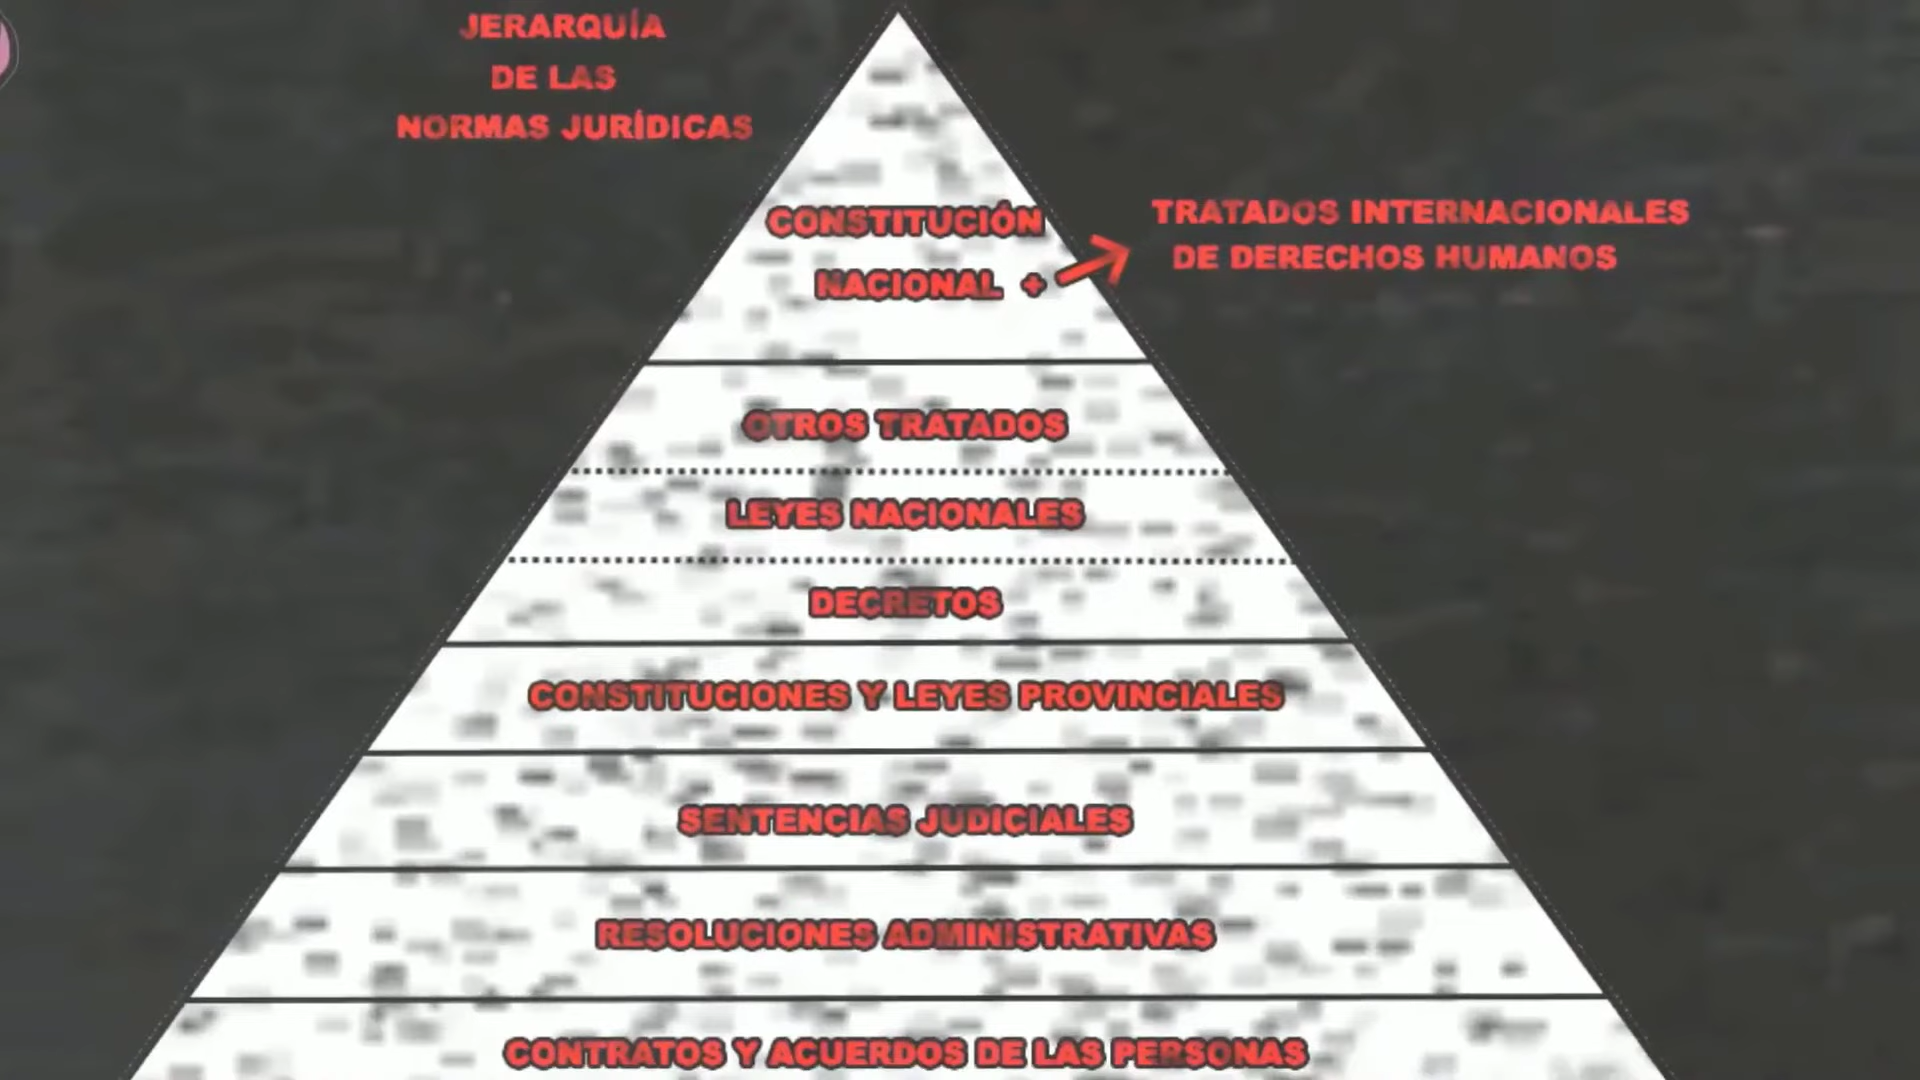 JERARQUÍA
DE LAS
NORMAS JURÍDICAS
CONSTITUCIÓN
NACIONAL +
TRATADOS INTERNACIONALES
DE DERECHOS HUMANOS
OTROS TRATADOS
LEYES NACIONALES
DECRETOS
CONSTITUCIONES Y LEYES PROVINCIALES
SENTENCIAS JUDICIALES
RESOLUCIONES ADMINISTRATIVAS
CONTRATOS Y ACUERDOS DE LAS PERSONAS